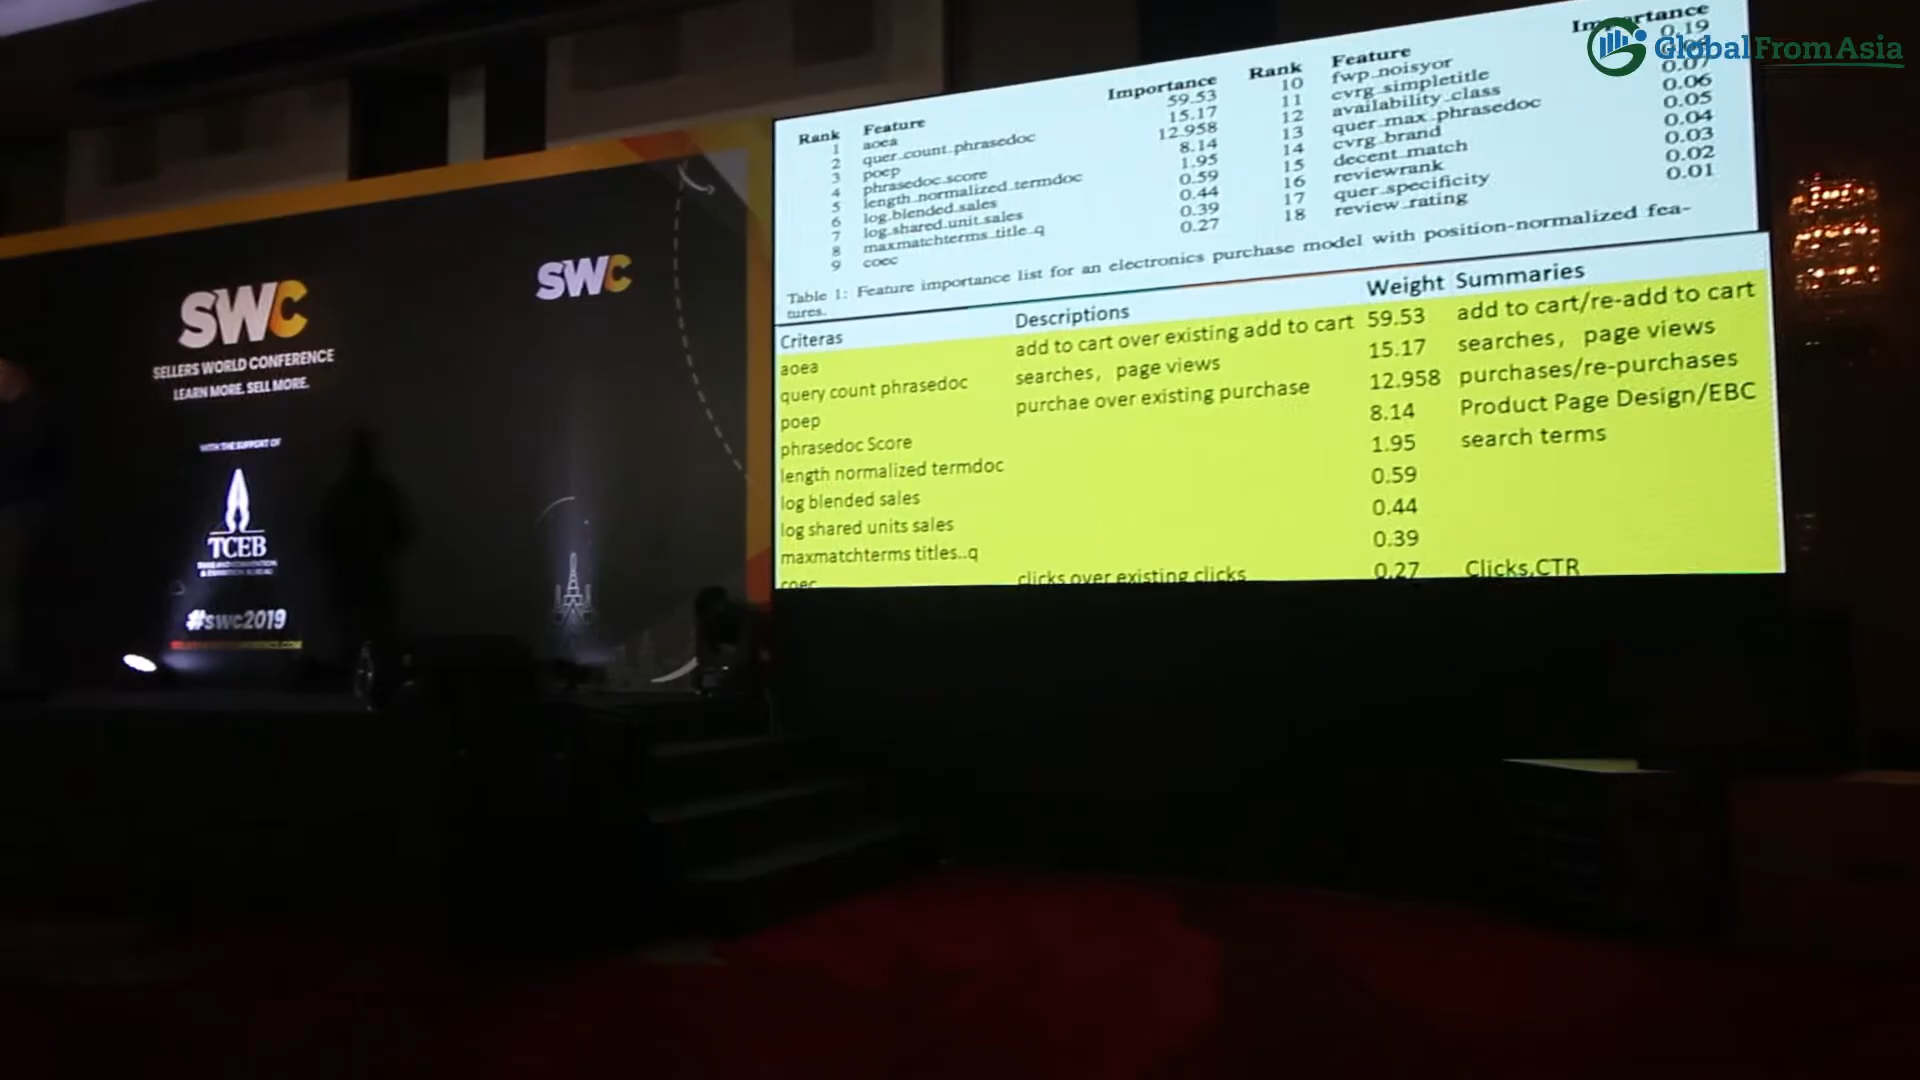 GlobalFromAsia
SWC
SELLERS WORLD CONFERENCE
LEARN MORE. SELL MORE.
WITH THE SUPPORT OF
TCEB
#swc2019
SWC
Rank Feature Importance Rank Feature Importance
1 aoea 59.53 10 fwp_noisyor 0.19
2 quer_count_phrasedoc 15.17 11 cvrg_simpletitle
3 poep 12.958 12 availability_class 0.07
4 phrasedoc_score 8.14 13 quer_max_phrasedoc 0.06
5 length_normalized_termdoc 1.95 14 cvrg_brand 0.05
6 log_blended_sales 0.59 15 decent_match 0.04
7 log_shared_unit_sales 0.44 16 reviewrank 0.03
8 maxmatchterms_title_q 0.39 17 quer_specificity 0.02
9 coec 0.27 18 review_rating 0.01
Table 1: Feature importance list for an electronics purchase model with position-normalized fea-
tures.
Criteras Descriptions Weight Summaries
aoea add to cart over existing add to cart 59.53 add to cart/re-add to cart
query count phrasedoc searches, page views 15.17 searches, page views
poep purchae over existing purchase 12.958 purchases/re-purchases
phrasedoc Score 8.14 Product Page Design/EBC
length normalized termdoc 1.95 search terms
log blended sales 0.59
log shared units sales 0.44
maxmatchterms titles..q 0.39
coec clicks over existing clicks 0.27 Clicks,CTR